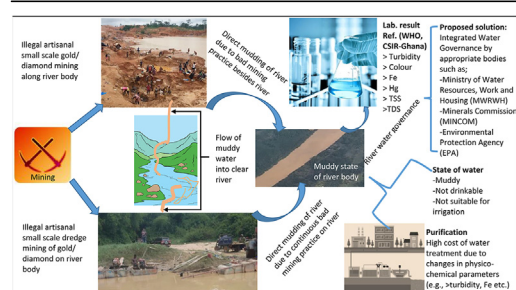 Illegal artisanal
small scale gold/
diamond mining
along river body
Direct mudding of river
due to bad mining
practice besides river
Lab. result
Ref. (WHO,
CSIR-Ghana)
> Turbidity
> Colour
> Fe
> Hg
> TSS
>TDS
Proposed solution:
Integrated Water
Governance by
appropriate bodies
such as;
-Ministry of Water
Resources, Work and
Housing (MWRWH)
-Minerals Commission
(MINCOM)
-Environmental
Protection Agency
(EPA)
Mining
Flow of
muddy
water
into clear
river
Muddy state
of river body
River water governance
State of water
-Muddy
-Not drinkable
-Not suitable for
irrigation
Illegal artisanal
small scale dredge
mining of gold/
diamond on river
body
Direct mudding of river
due to continuous bad
mining practice on river
Purification
High cost of water
treatment due to
changes in physico-
chemical parameters
(e.g., >turbidity, Fe etc.)